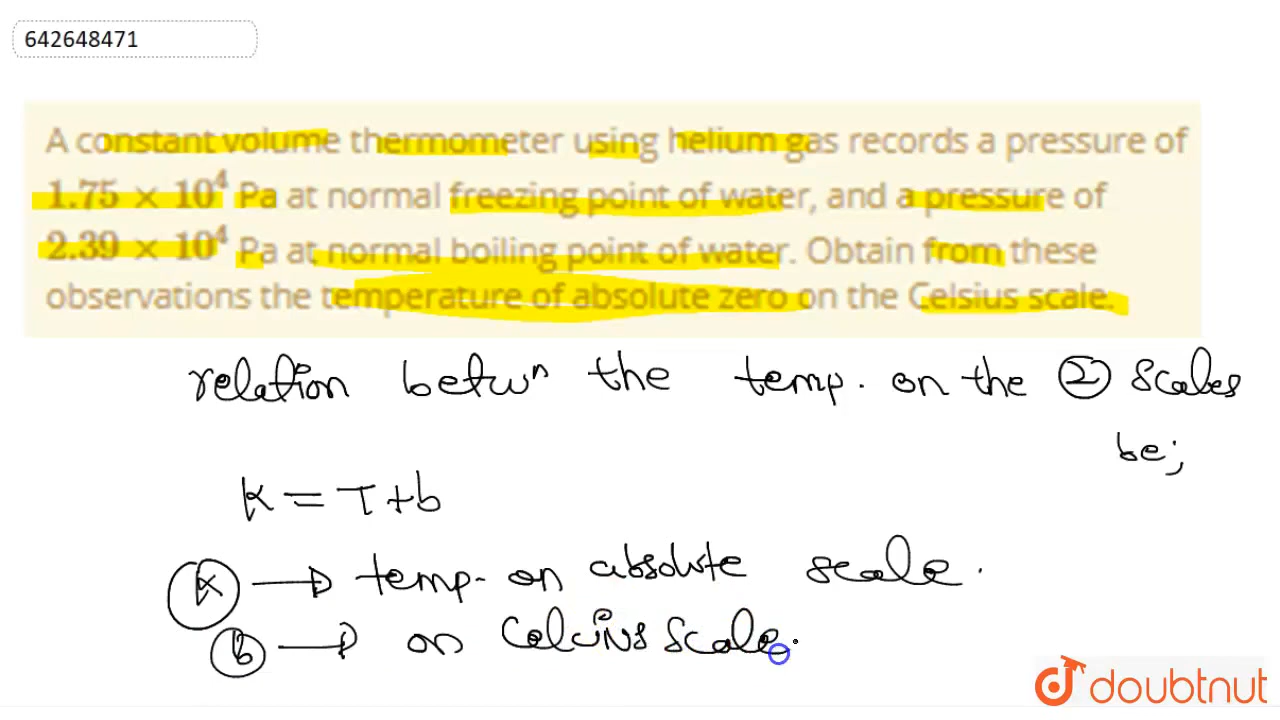 642648471
A constant volume thermometer using helium gas records a pressure of
1.75 × 10⁴ Pa at normal freezing point of water, and a pressure of
2.39 × 10⁴ Pa at normal boiling point of water. Obtain from these
observations the temperature of absolute zero on the Celsius scale.
relation betwⁿ the temp. on the ② scales
be;
K = T + b
K → temp. on absolute scale.
b → on Celcius scale.
doubtnut